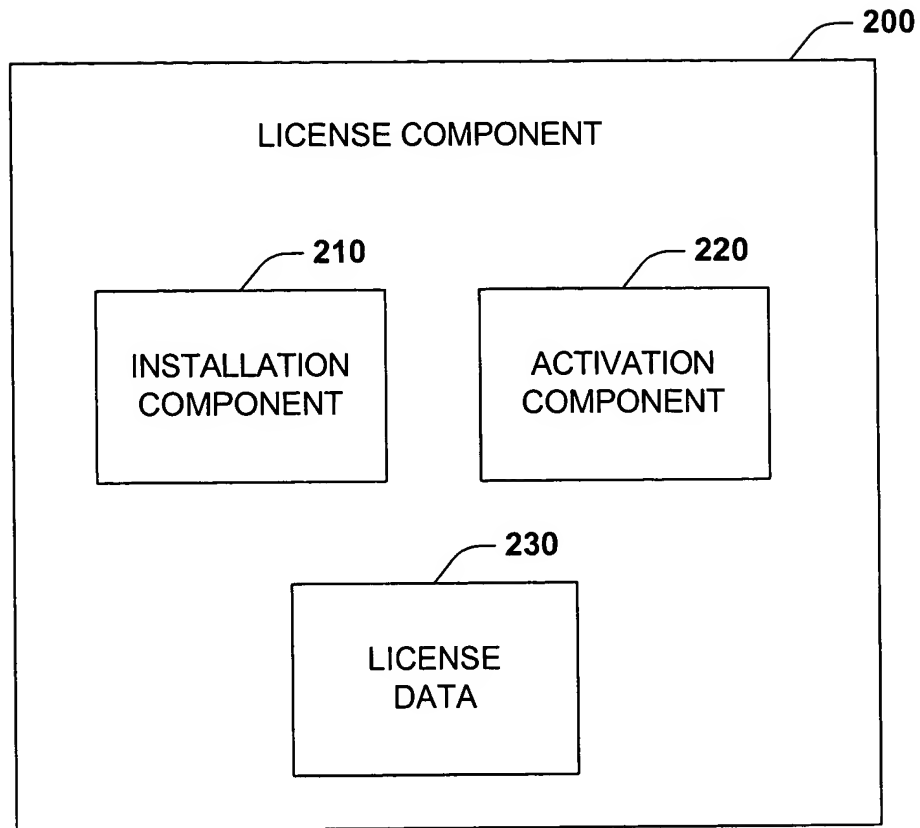 200
LICENSE COMPONENT
210
220
INSTALLATION
COMPONENT
ACTIVATION
COMPONENT
230
LICENSE
DATA